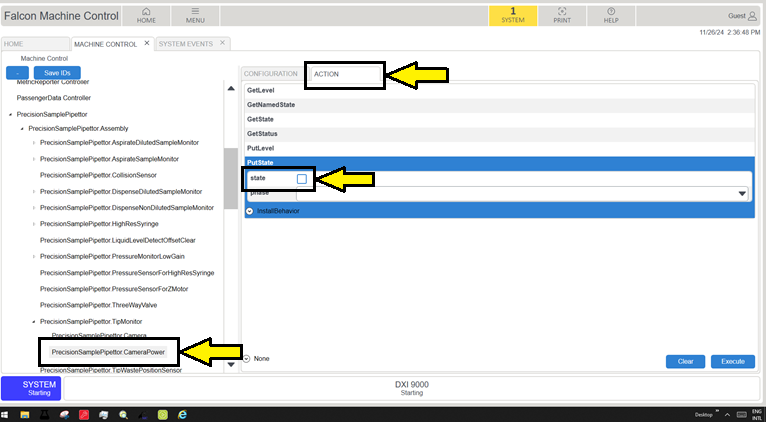 Falcon Machine Control
HOME
MENU
1
SYSTEM
PRINT
HELP
Guest
11/26/24 2:36:48 PM
HOME
MACHINE CONTROL ✕
SYSTEM EVENTS ✕
Machine Control
-
Save IDs
CONFIGURATION
ACTION
MetricReporter Controller
PassengerData Controller
PrecisionSamplePipettor
PrecisionSamplePipettor.Assembly
PrecisionSamplePipettor.AspirateDilutedSampleMonitor
PrecisionSamplePipettor.AspirateSampleMonitor
PrecisionSamplePipettor.CollisionSensor
PrecisionSamplePipettor.DispenseDilutedSampleMonitor
PrecisionSamplePipettor.DispenseNonDilutedSampleMonitor
PrecisionSamplePipettor.HighResSyringe
PrecisionSamplePipettor.LiquidLevelDetectOffsetClear
PrecisionSamplePipettor.PressureMonitorLowGain
PrecisionSamplePipettor.PressureSensorForHighResSyringe
PrecisionSamplePipettor.PressureSensorForZMotor
PrecisionSamplePipettor.ThreeWayValve
PrecisionSamplePipettor.TipMonitor
PrecisionSamplePipettor.Camera
PrecisionSamplePipettor.CameraPower
PrecisionSamplePipettor.TipWastePositionSensor
GetLevel
GetNamedState
GetState
GetStatus
PutLevel
PutState
state
phase
InstallBehavior
None
Clear
Execute
SYSTEM
Starting
DXI 9000
Starting
Desktop
ENG
INTL